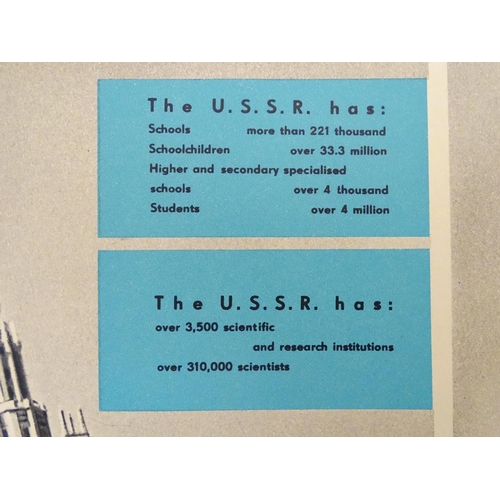 The U.S.S.R. has:
Schools more than 221 thousand
Schoolchildren over 33.3 million
Higher and secondary specialised
schools over 4 thousand
Students over 4 million
The U.S.S.R. has:
over 3,500 scientific
and research institutions
over 310,000 scientists